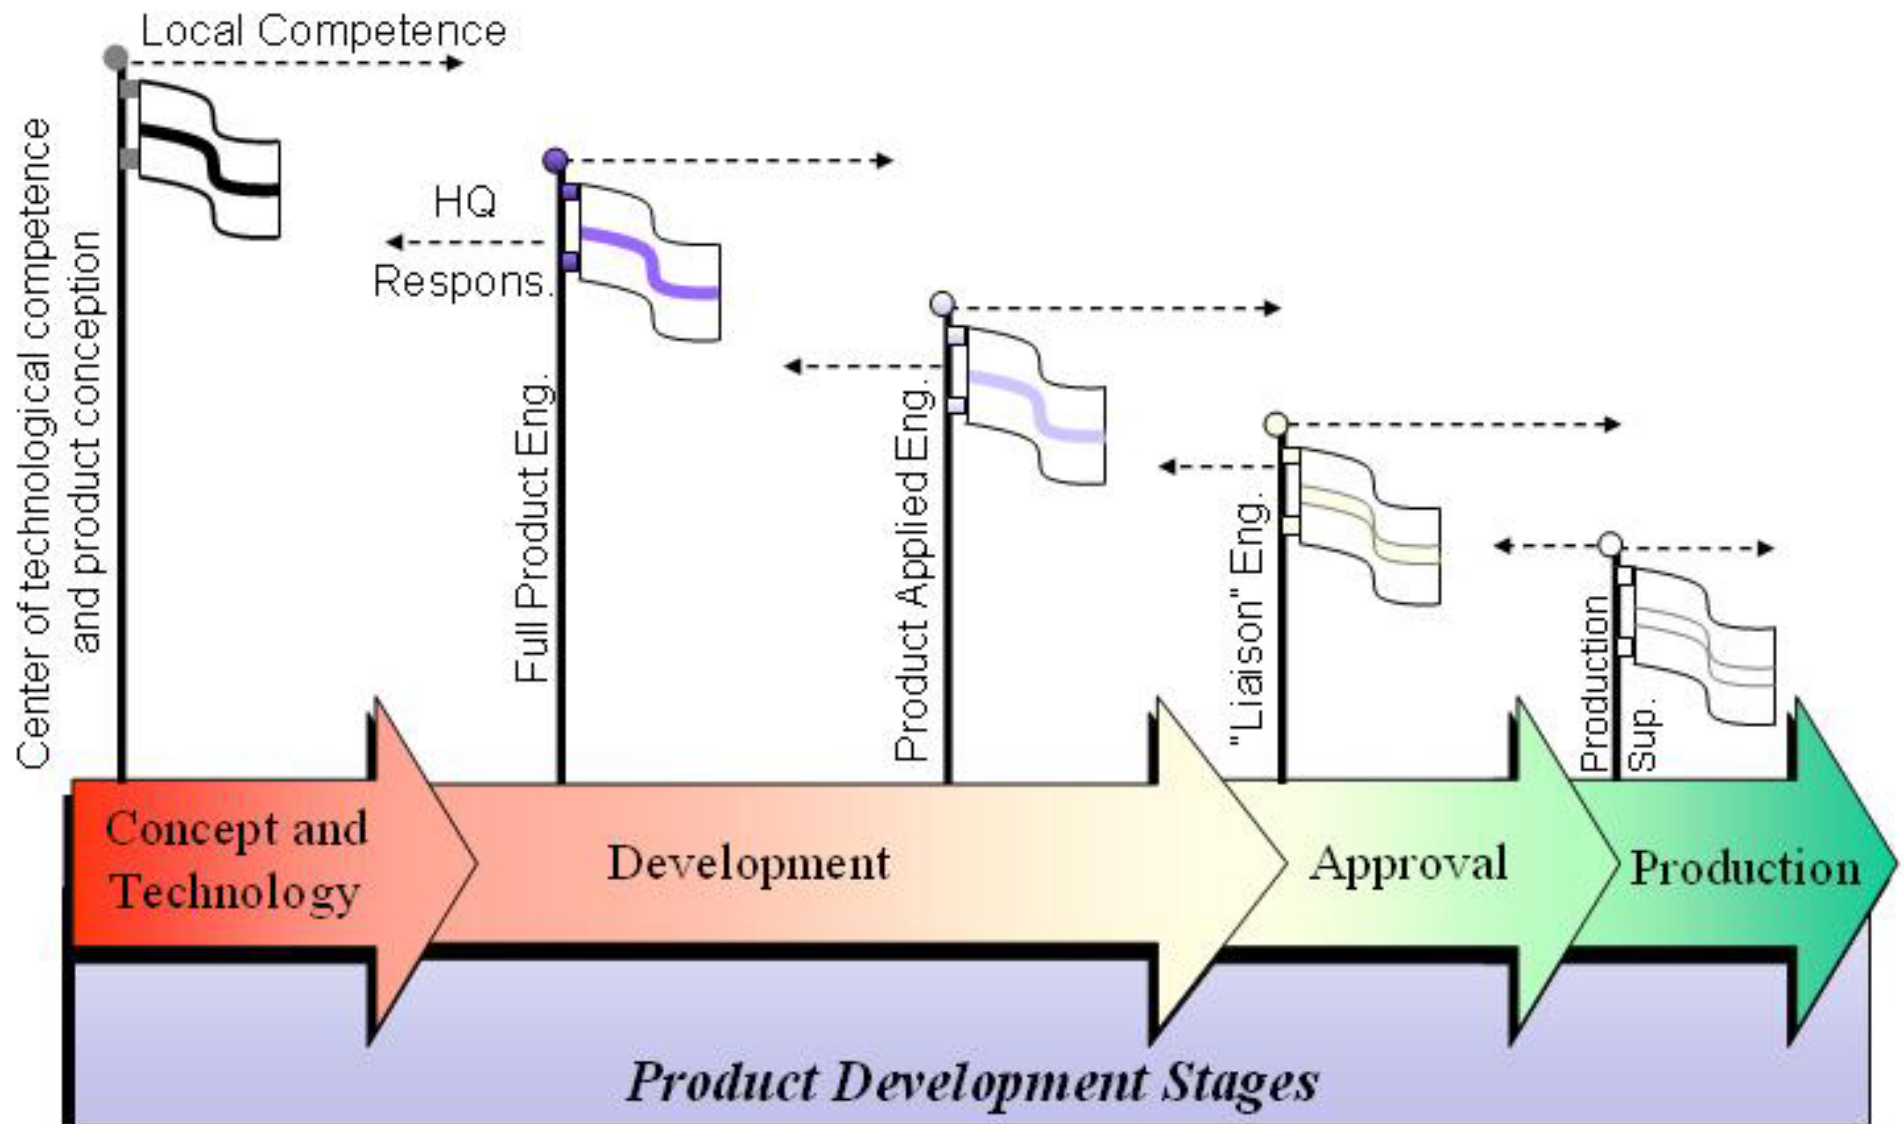 Local Competence
Center of technological competence
and product conception
HQ
Respons.
Full Product Eng.
Product Applied Eng.
"Liaison" Eng.
Production
Sup.
Concept and
Technology
Development
Approval
Production
Product Development Stages